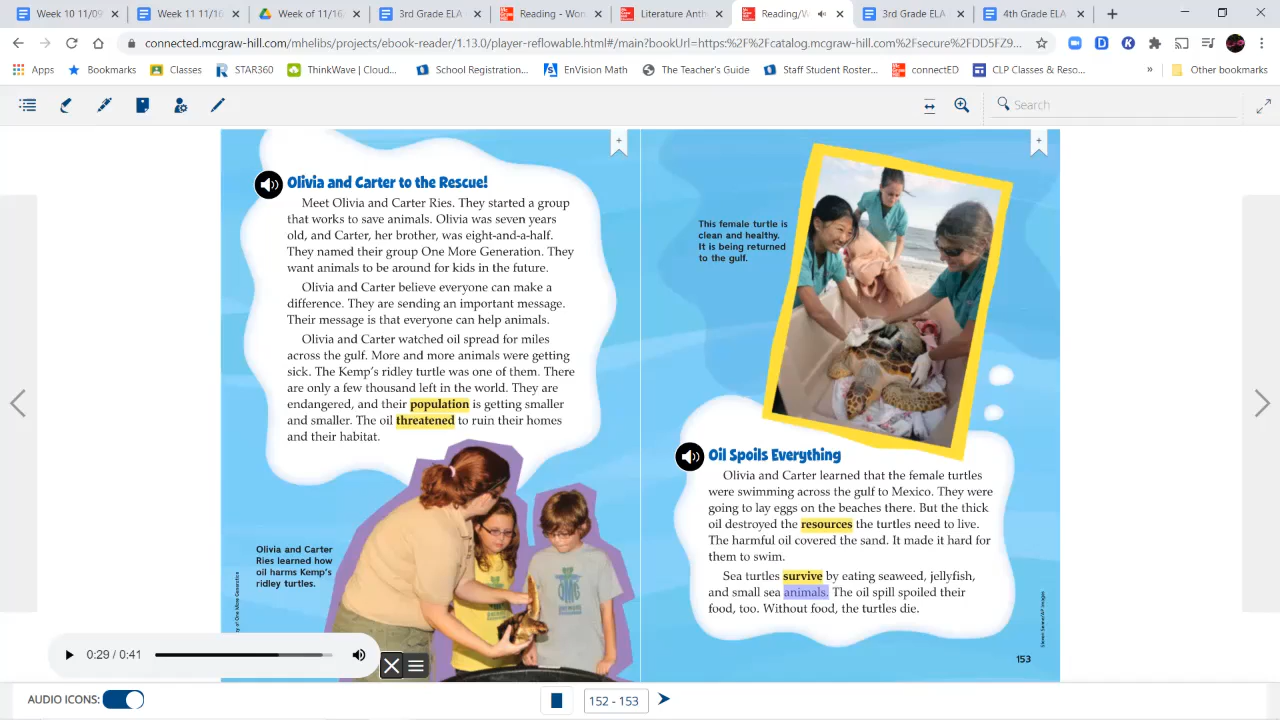 Week 10 11/09
Week 11 11/16
Week of 11/16
3rd Grade ELA
Reading - Won
Literature Anth
Reading/W
3rd Grade ELA
4th Grade ELA
connected.mcgraw-hill.com/mhelibs/projects/ebook-reader/1.13.0/player-reflowable.html#/main?bookUrl=https:%2F%2Fcatalog.mcgraw-hill.com%2Fsecure%2FDD5FZ9...
Apps
Bookmarks
Classes
STAR360
ThinkWave | Cloud...
School Registration...
EnVision Math
The Teacher's Guide
Staff Student Roster...
connectED
CLP Classes & Reso...
»
Other bookmarks
Search
Olivia and Carter to the Rescue!
Meet Olivia and Carter Ries. They started a group
that works to save animals. Olivia was seven years
old, and Carter, her brother, was eight-and-a-half.
They named their group One More Generation. They
want animals to be around for kids in the future.
Olivia and Carter believe everyone can make a
difference. They are sending an important message.
Their message is that everyone can help animals.
Olivia and Carter watched oil spread for miles
across the gulf. More and more animals were getting
sick. The Kemp's ridley turtle was one of them. There
are only a few thousand left in the world. They are
endangered, and their population is getting smaller
and smaller. The oil threatened to ruin their homes
and their habitat.
Olivia and Carter
Ries learned how
oil harms Kemp's
ridley turtles.
This female turtle is
clean and healthy.
It is being returned
to the gulf.
Oil Spoils Everything
Olivia and Carter learned that the female turtles
were swimming across the gulf to Mexico. They were
going to lay eggs on the beaches there. But the thick
oil destroyed the resources the turtles need to live.
The harmful oil covered the sand. It made it hard for
them to swim.
Sea turtles survive by eating seaweed, jellyfish,
and small sea animals. The oil spill spoiled their
food, too. Without food, the turtles die.
153
0:29 / 0:41
AUDIO ICONS:
152 - 153